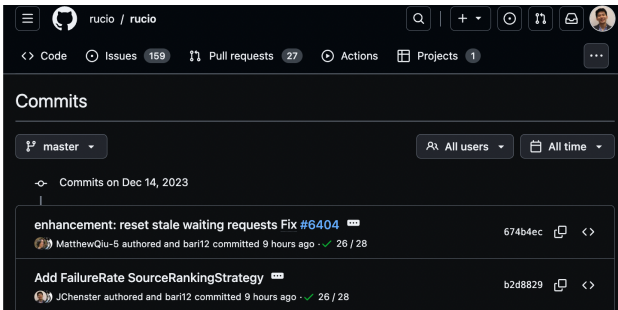 rucio / rucio
Code Issues 159 Pull requests 27 Actions Projects 1
Commits
master All users All time
Commits on Dec 14, 2023
enhancement: reset stale waiting requests Fix #6404
674b4ec
MatthewQiu-5 authored and bari12 committed 9 hours ago · 26 / 28
Add FailureRate SourceRankingStrategy
b2d8829
JChenster authored and bari12 committed 9 hours ago · 26 / 28